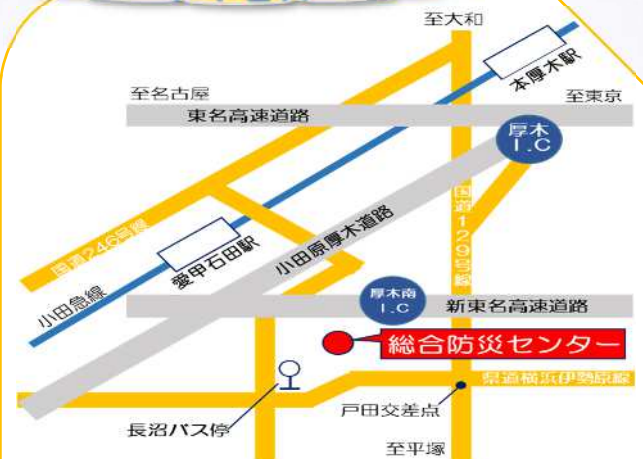 至大和
本厚木駅
至名古屋
至東京
東名高速道路
厚木
I.C
国道129号線
国道246号線
愛甲石田駅
小田原厚木道路
小田急線
厚木南
I.C
新東名高速道路
総合防災センター
県道横浜伊勢原線
長沼バス停
戸田交差点
至平塚